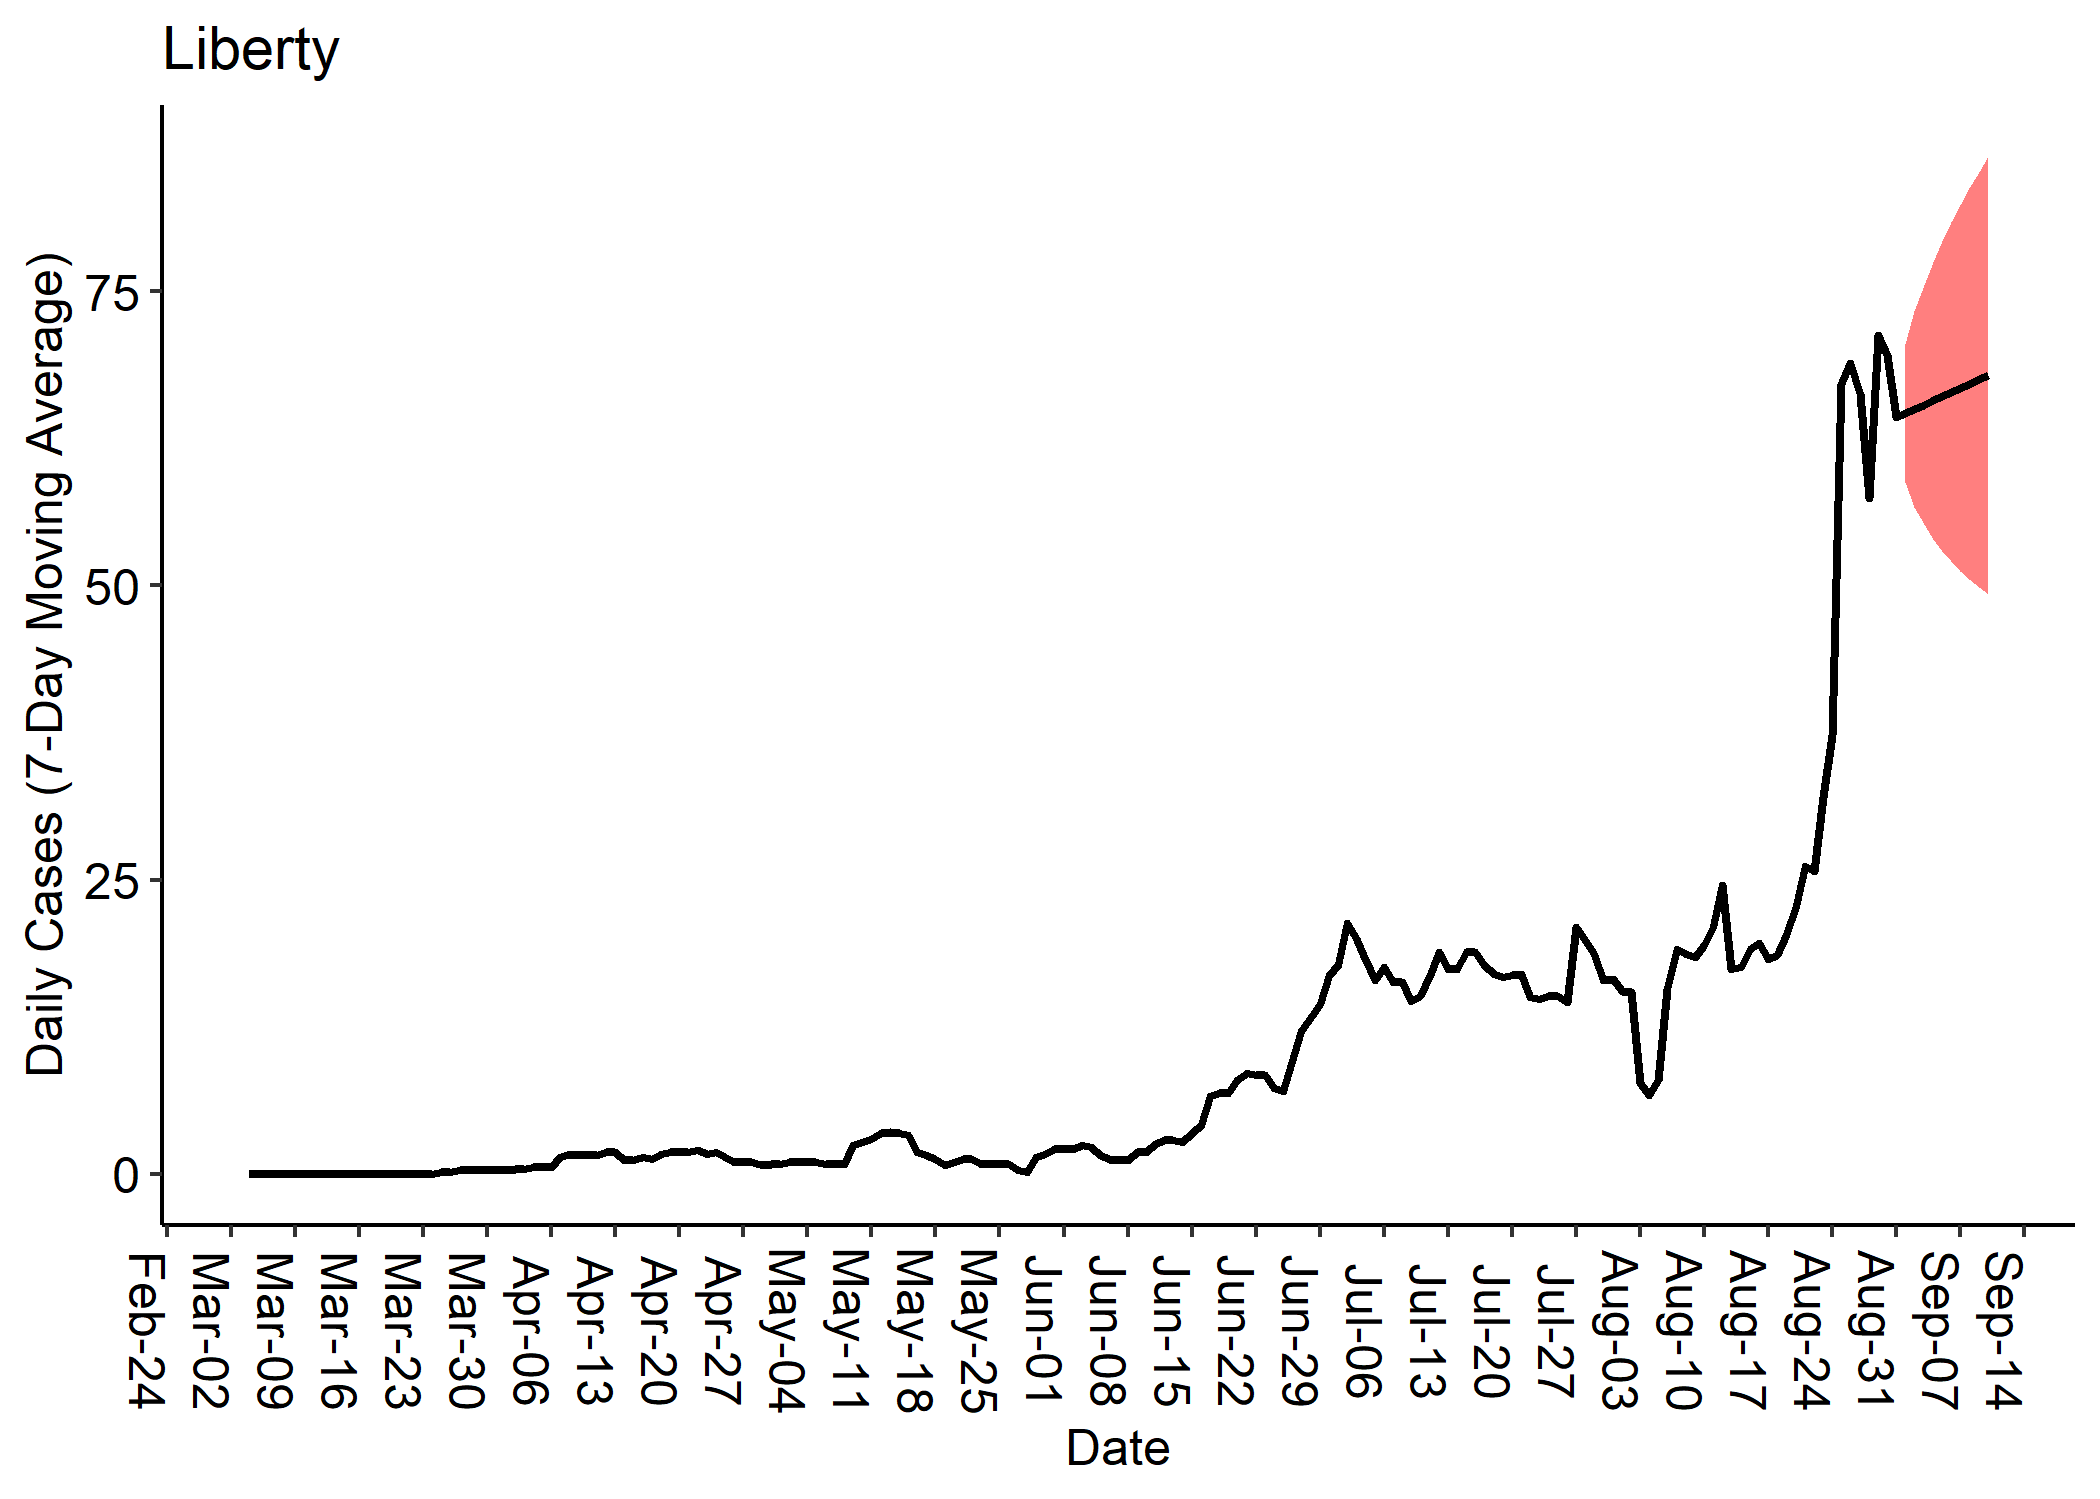 Liberty
Daily Cases (7-Day Moving Average)
75
50
25
0
Feb-24
Mar-02
Mar-09
Mar-16
Mar-23
Mar-30
Apr-06
Apr-13
Apr-20
Apr-27
May-04
May-11
May-18
May-25
Jun-01
Jun-08
Jun-15
Jun-22
Jun-29
Jul-06
Jul-13
Jul-20
Jul-27
Aug-03
Aug-10
Aug-17
Aug-24
Aug-31
Sep-07
Sep-14
Date